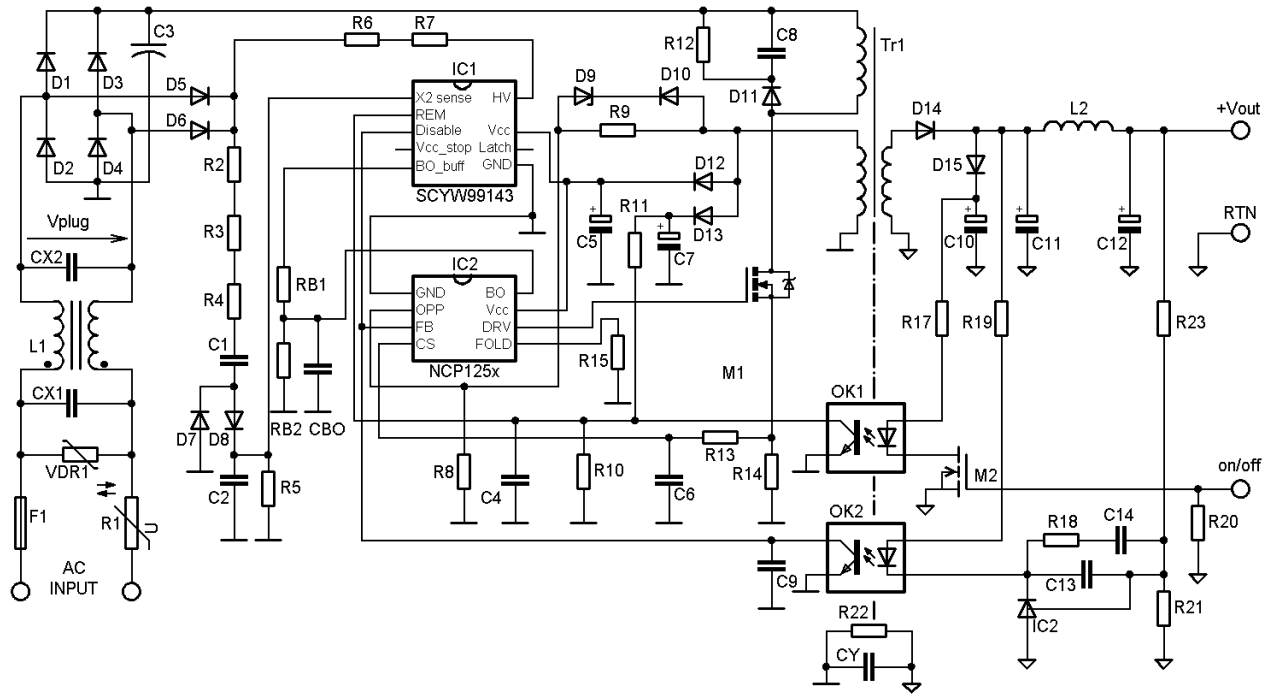 C3
R6
R7
R12
C8
Tr1
D1
D3
D5
IC1
D9
D10
D11
D14
L2
+Vout
X2 sense
HV
REM
Disable
Vcc
Vcc_stop
Latch
BO_buff
GND
SCYW99143
D6
R9
D2
D4
R2
D12
D15
Vplug
R3
R11
D13
C5
C7
C10
C11
C12
RTN
CX2
RB1
IC2
R4
GND
BO
OPP
Vcc
FB
DRV
CS
FOLD
NCP125x
R17
R19
R23
L1
C1
R15
M1
CX1
OK1
D7
D8
RB2
CBO
VDR1
R13
R8
C4
R10
C6
R14
M2
on/off
C2
R5
F1
R1
U
OK2
R18
C14
R20
AC
INPUT
C9
C13
R22
IC2
R21
CY